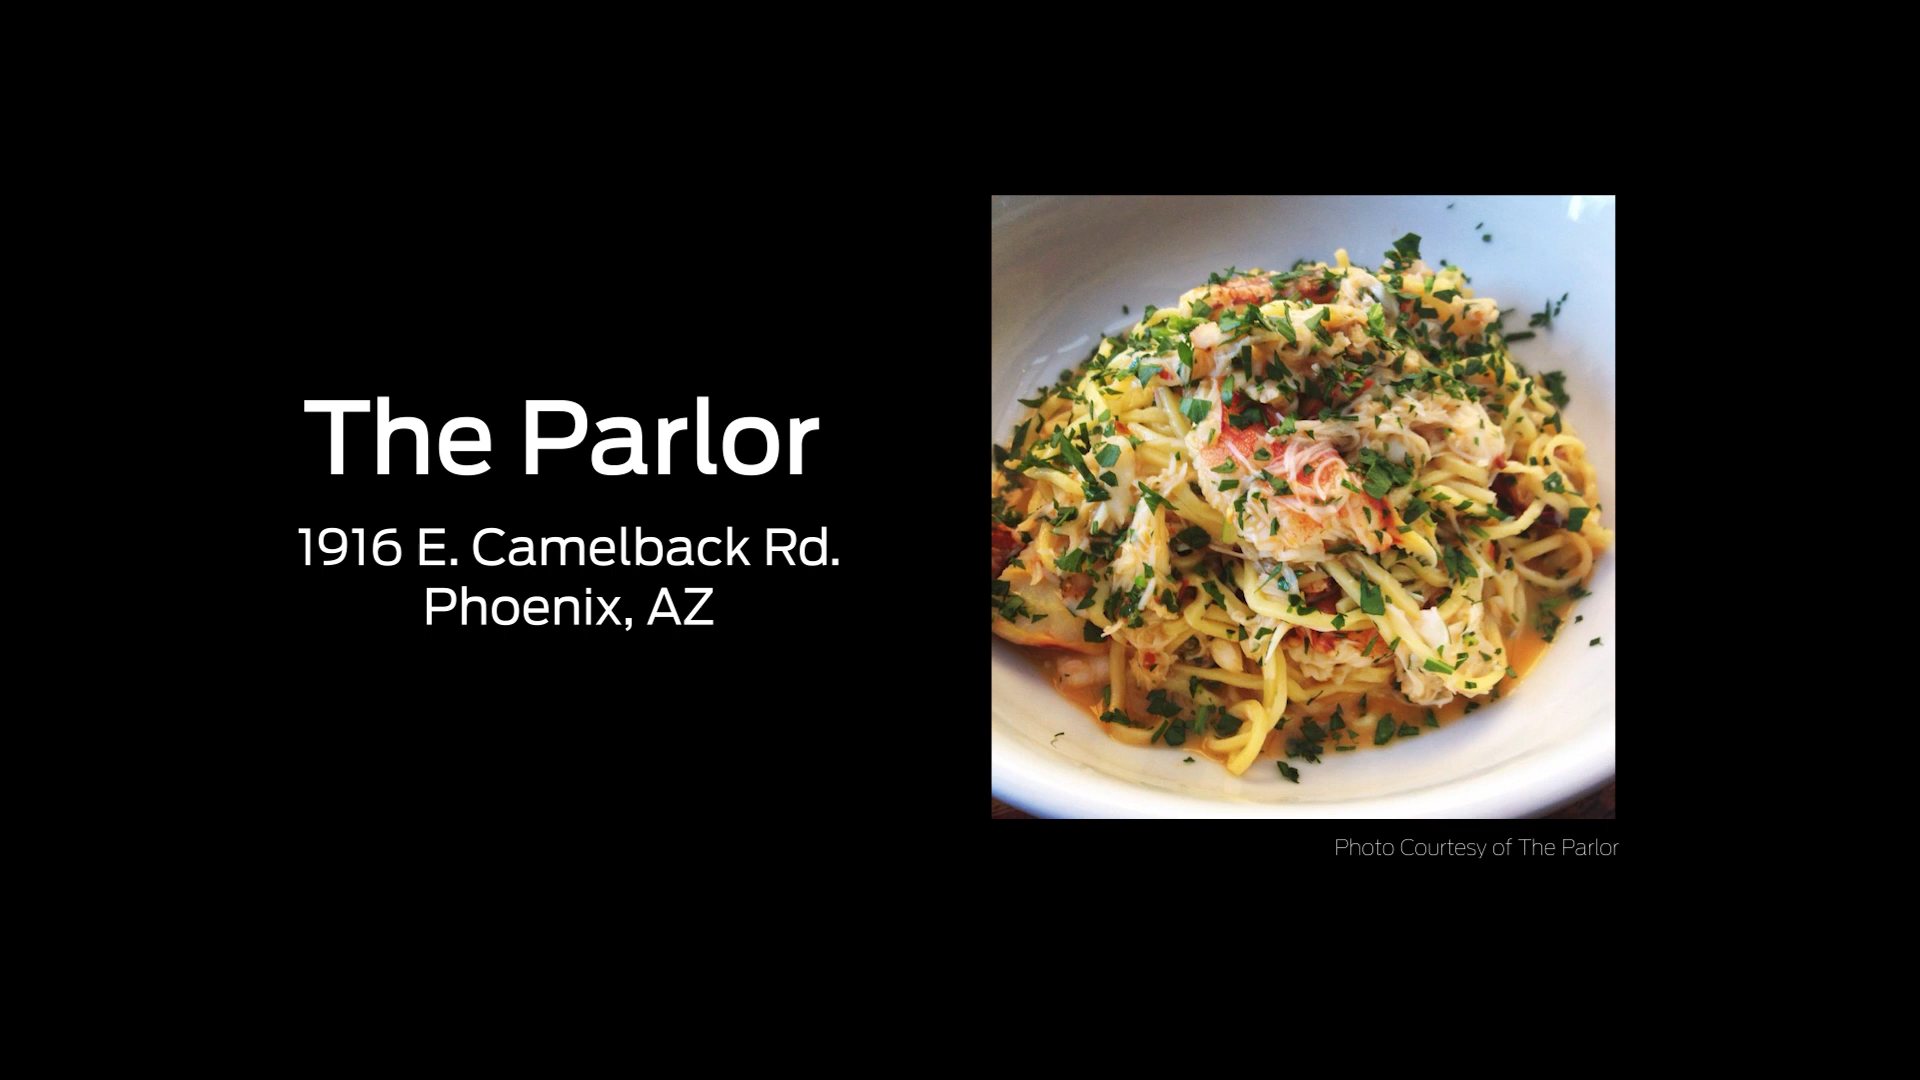 The Parlor
1916 E. Camelback Rd.
Phoenix, AZ
Photo Courtesy of The Parlor